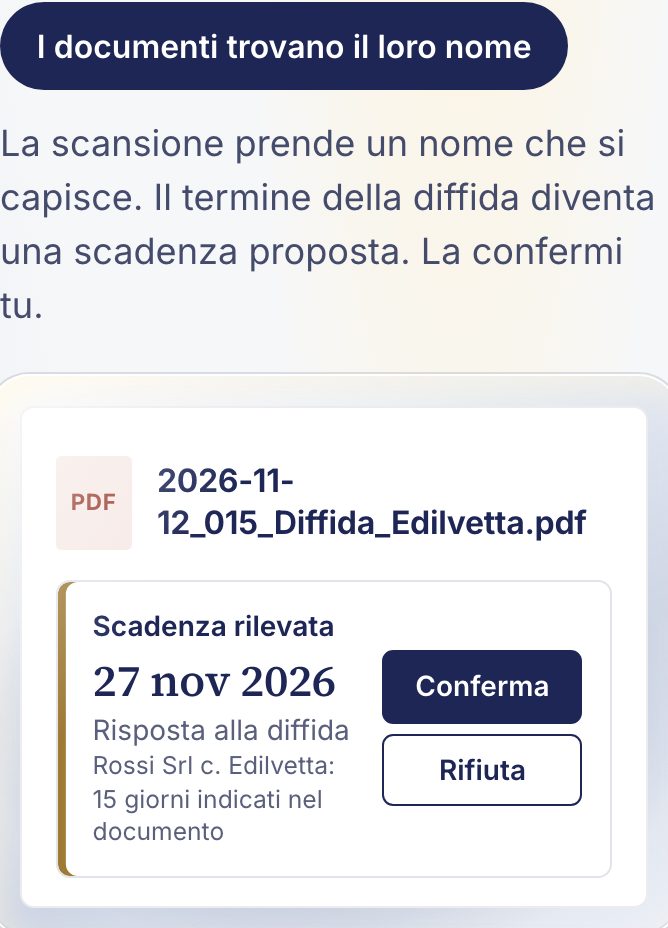 I documenti trovano il loro nome
La scansione prende un nome che si
capisce. Il termine della diffida diventa
una scadenza proposta. La confermi
tu.
PDF
2026-11-
12_015_Diffida_Edilvetta.pdf
Scadenza rilevata
27 nov 2026
Risposta alla diffida
Rossi Srl c. Edilvetta:
15 giorni indicati nel
documento
Conferma
Rifiuta